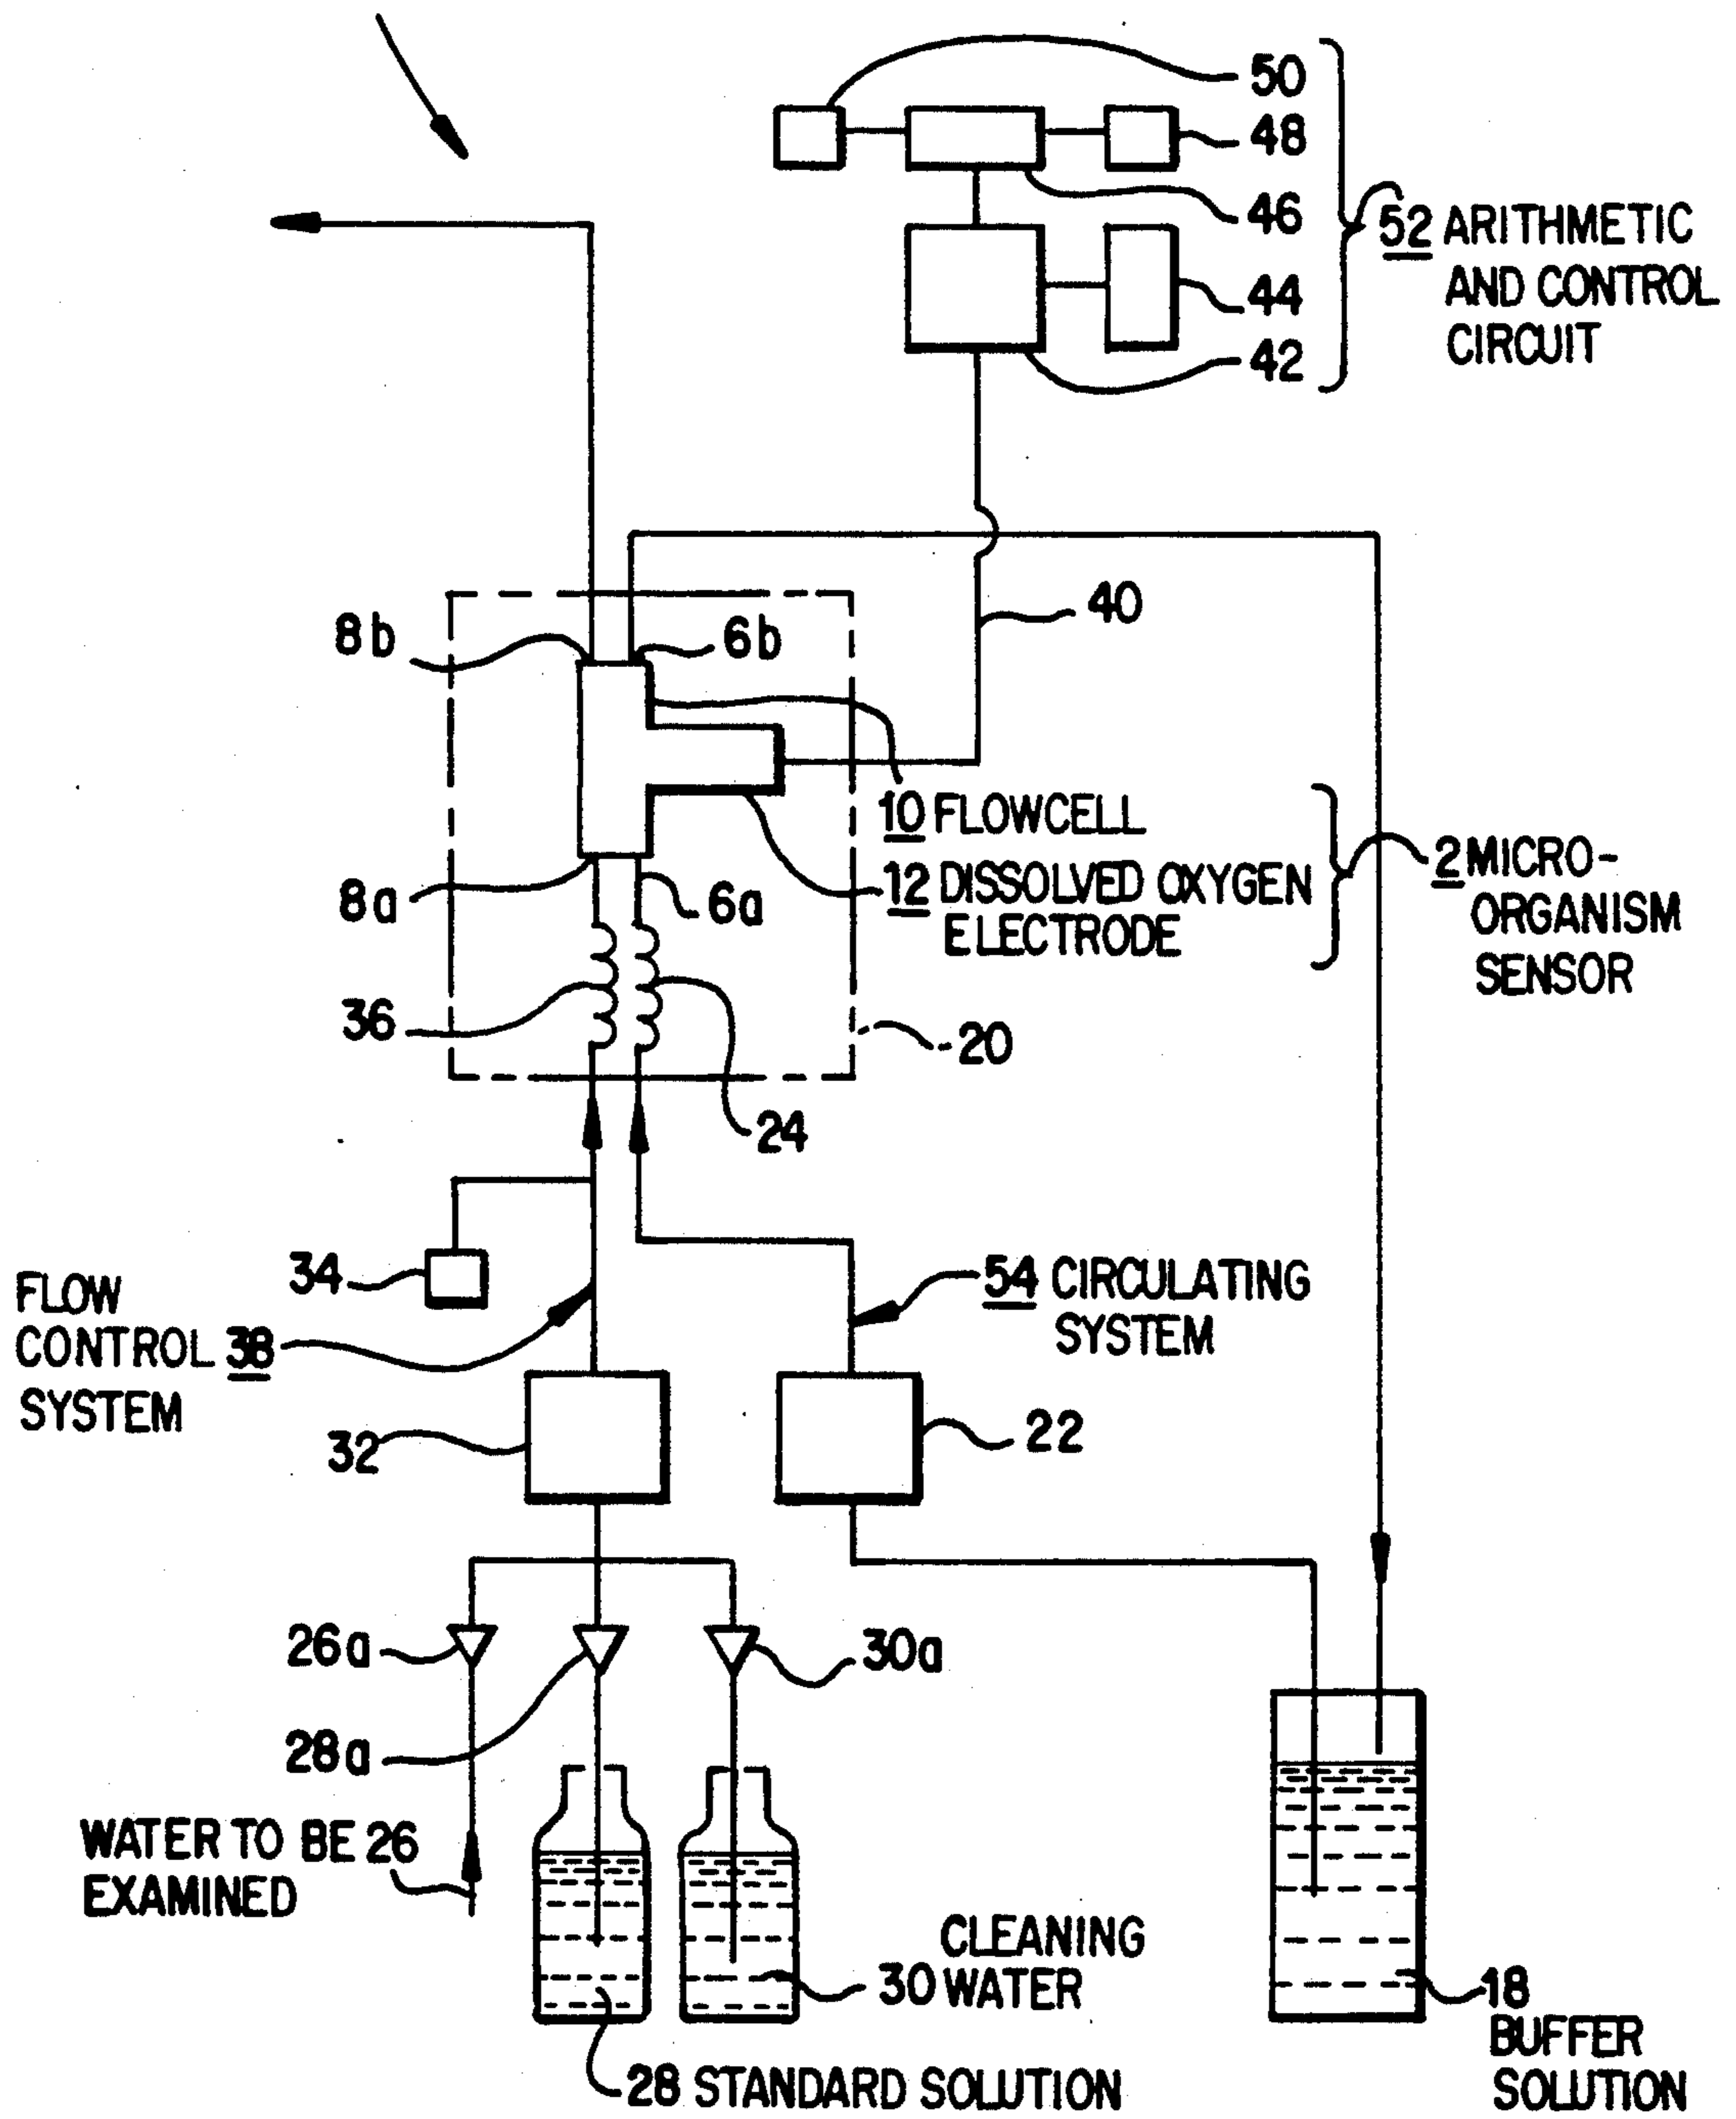 50
48
46
52 ARITHMETIC
AND CONTROL
CIRCUIT
44
42
40
8b
6b
10 FLOWCELL
12 DISSOLVED OXYGEN
ELECTRODE
2 MICRO-
ORGANISM
SENSOR
8a
6a
36
20
24
34
FLOW
CONTROL 38
SYSTEM
54 CIRCULATING
SYSTEM
32
22
26a
30a
28a
WATER TO BE 26
EXAMINED
CLEANING
30 WATER
18
BUFFER
SOLUTION
28 STANDARD SOLUTION